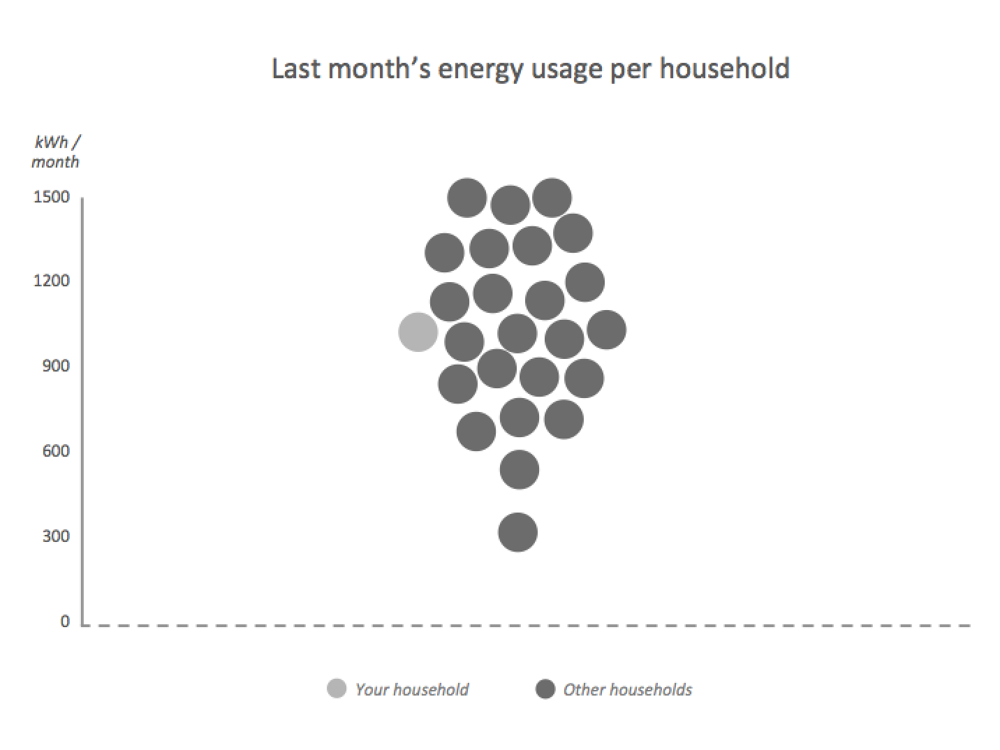 Last month’s energy usage per household
kWh /
month
1500
1200
900
600
300
0
Your household
Other households